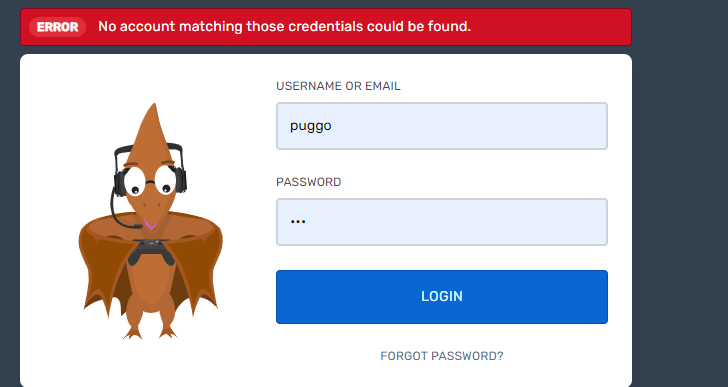 ERROR No account matching those credentials could be found.
USERNAME OR EMAIL
puggo
PASSWORD
•••
LOGIN
FORGOT PASSWORD?